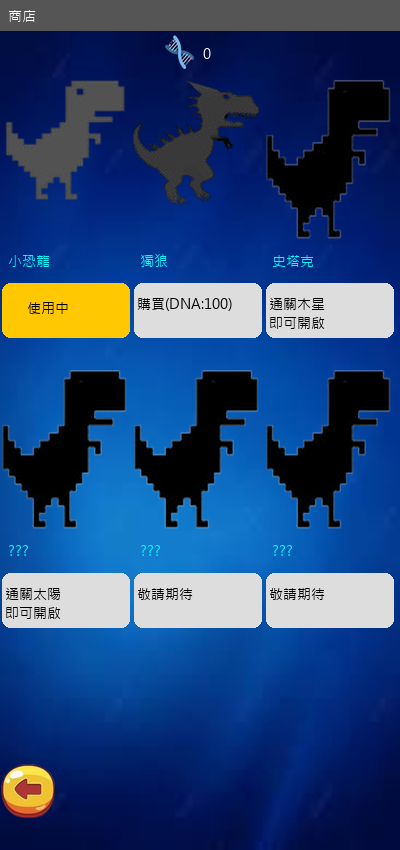 商店
0
小恐龍
獨狼
史塔克
使用中
購買(DNA:100)
通關木星
即可開啟
???
???
???
通關太陽
即可開啟
敬請期待
敬請期待